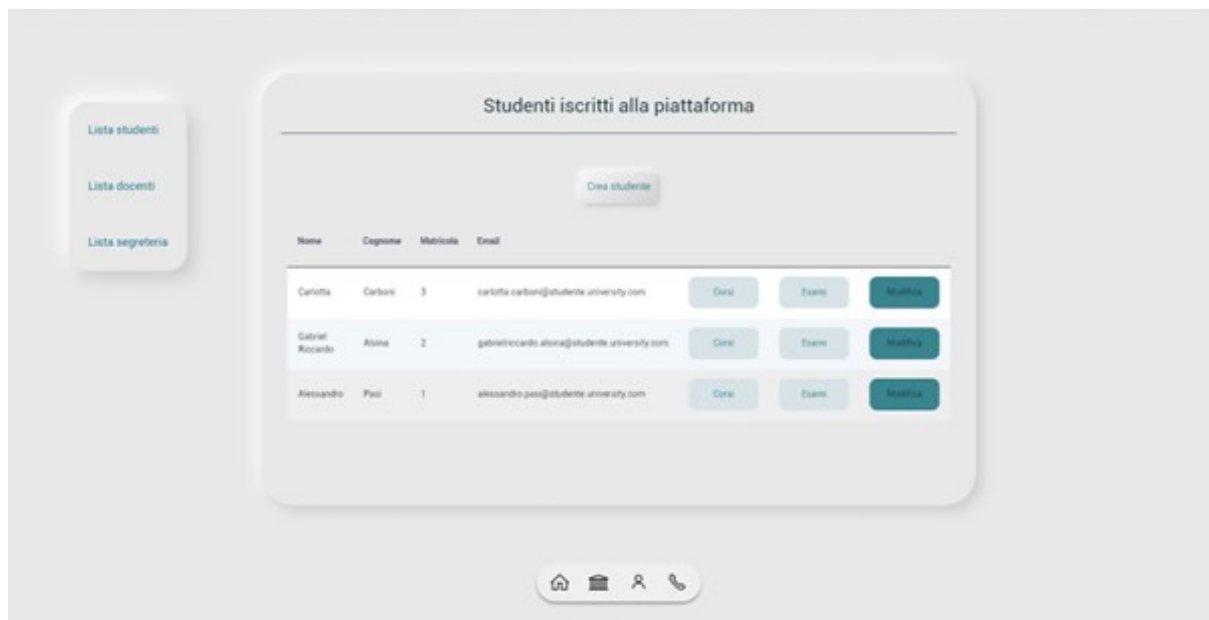 Lista studenti
Lista docenti
Lista segreteria
Studenti iscritti alla piattaforma
Crea studente
Nome Cognome Matricola Email
Carlotta Carboni 3 carlotta.carboni@studente.university.com Corsi Esami Modifica
Gabriel
Riccardo
Alsina 2 gabrielriccardo.alsina@studente.university.com Corsi Esami Modifica
Alessandro Pasi 1 alessandro.pasi@studente.university.com Corsi Esami Modifica